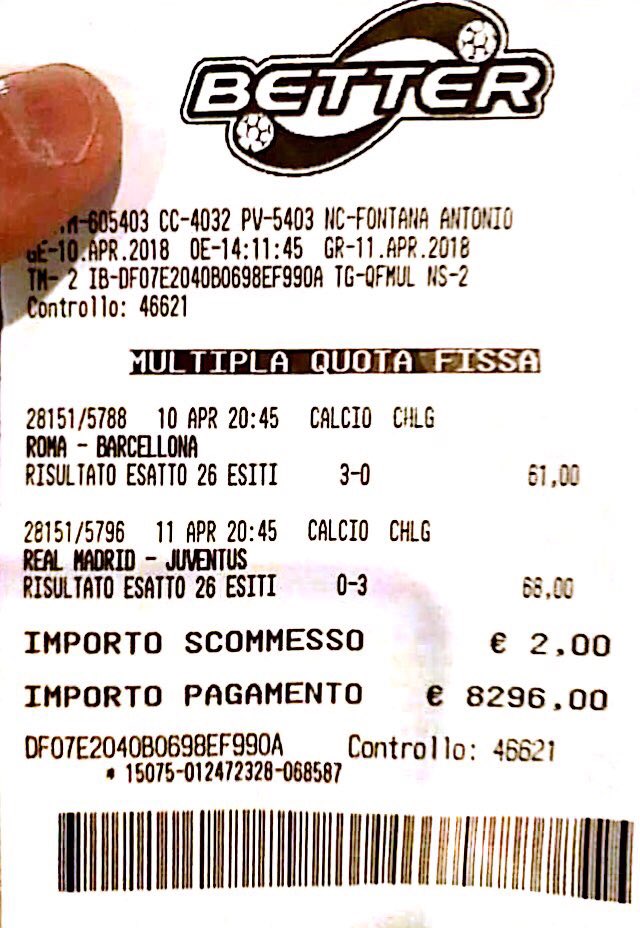 BETTER
-605403 CC-4032 PV-5403 NC-FONTANA ANTONIO
GE-10.APR.2018 OE-14:11:45 GR-11.APR.2018
TM- 2 IB-DF07E2040B0698EF990A TG-QFMUL NS-2
Controllo: 46621
MULTIPLA QUOTA FISSA
28151/5788 10 APR 20:45 CALCIO CHLG
ROMA - BARCELLONA
RISULTATO ESATTO 26 ESITI 3-0 61,00
28151/5796 11 APR 20:45 CALCIO CHLG
REAL MADRID - JUVENTUS
RISULTATO ESATTO 26 ESITI 0-3 68,00
IMPORTO SCOMMESSO € 2,00
IMPORTO PAGAMENTO € 8296,00
DF07E2040B0698EF990A Controllo: 46621
* 15075-012472328-068587